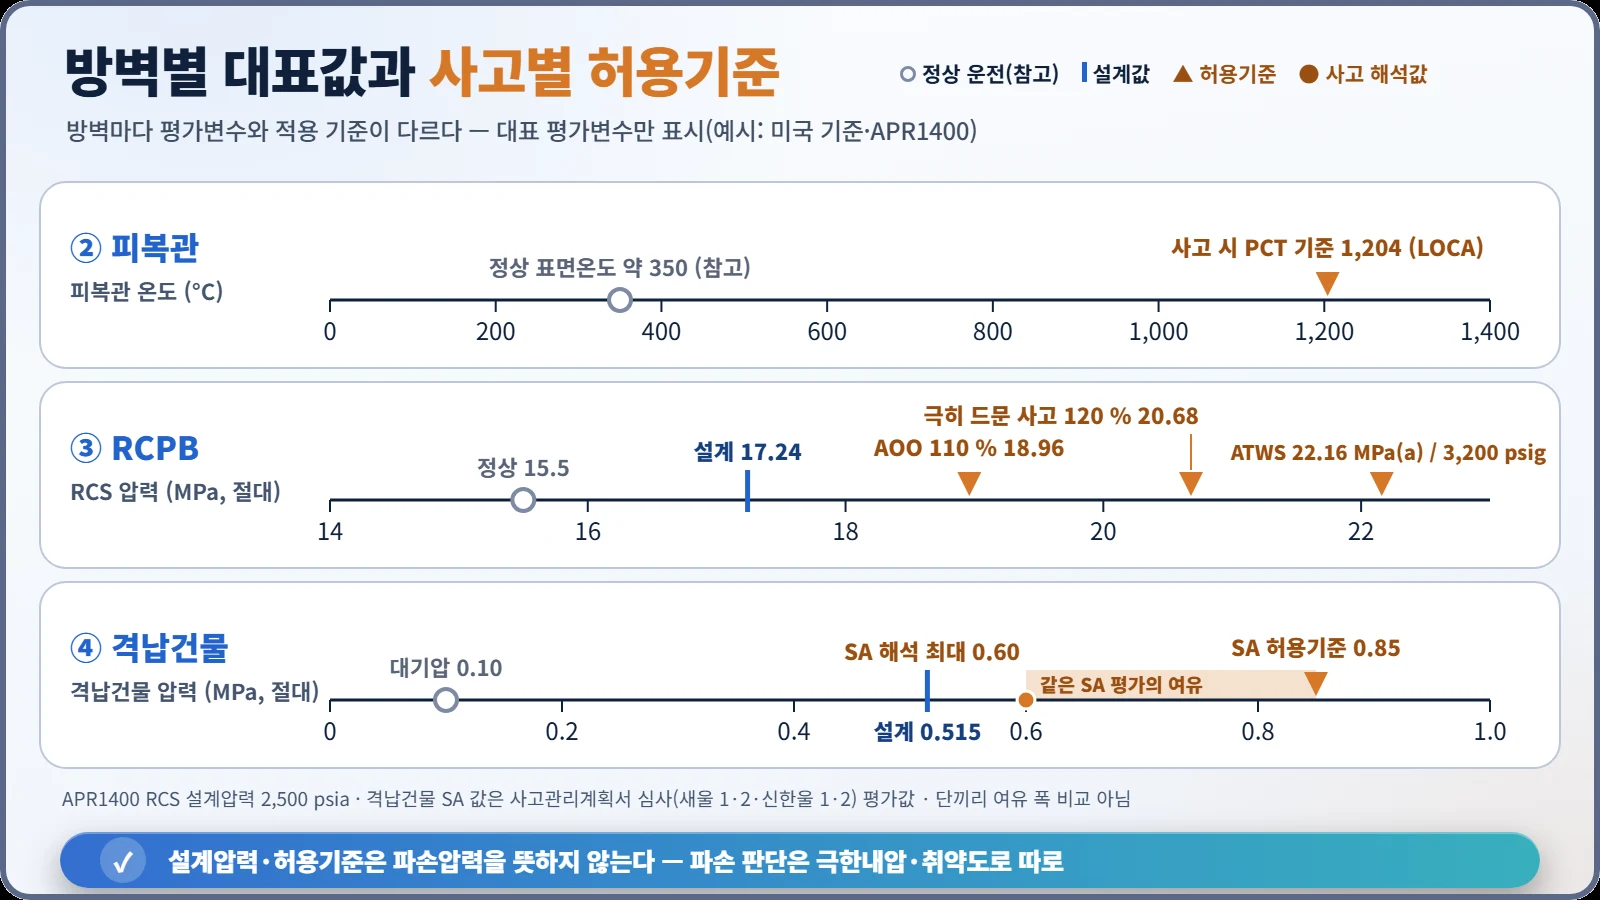 방벽별 대표값과 사고별 허용기준
정상 운전(참고) 설계값 허용기준 사고 해석값
방벽마다 평가변수와 적용 기준이 다르다 — 대표 평가변수만 표시(예시: 미국 기준·APR1400)
② 피복관
피복관 온도 (°C)
정상 표면온도 약 350 (참고)
사고 시 PCT 기준 1,204 (LOCA)
0 200 400 600 800 1,000 1,200 1,400
③ RCPB
RCS 압력 (MPa, 절대)
정상 15.5
설계 17.24
극히 드문 사고 120 % 20.68
AOO 110 % 18.96
ATWS 22.16 MPa(a) / 3,200 psig
14 16 18 20 22
④ 격납건물
격납건물 압력 (MPa, 절대)
대기압 0.10
SA 해석 최대 0.60
SA 허용기준 0.85
같은 SA 평가의 여유
0 0.2 0.4 설계 0.515 0.6 0.8 1.0
APR1400 RCS 설계압력 2,500 psia · 격납건물 SA 값은 사고관리계획서 심사(새울 1·2·신한울 1·2) 평가값 · 단끼리 여유 폭 비교 아님
✓ 설계압력·허용기준은 파손압력을 뜻하지 않는다 — 파손 판단은 극한내압·취약도로 따로